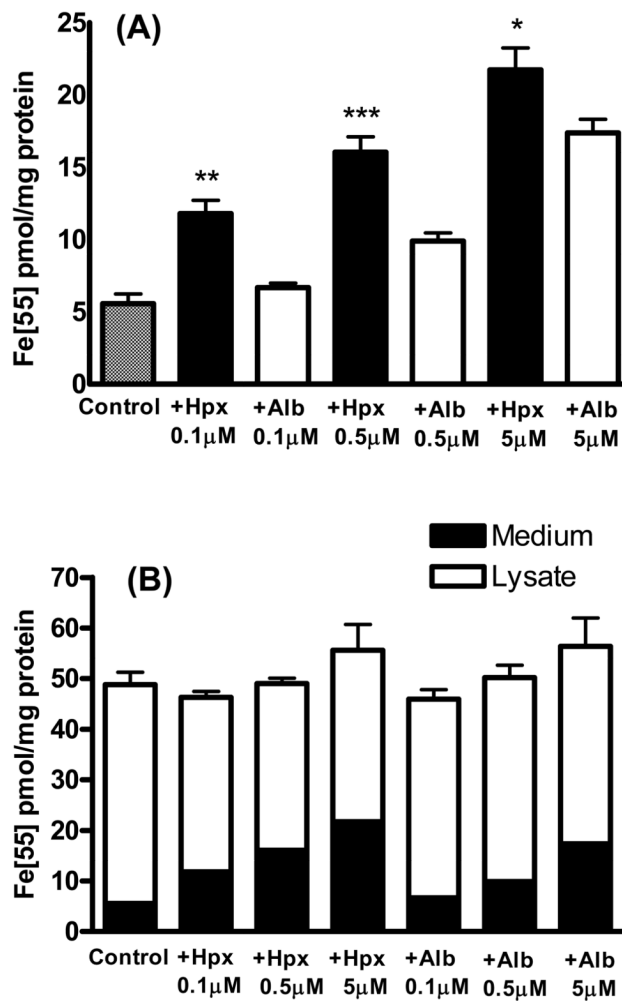 (A)
Fe[55] pmol/mg protein
25
20
15
10
5
0
**
***
*
Control +Hpx +Alb +Hpx +Alb +Hpx +Alb
0.1μM 0.1μM 0.5μM 0.5μM 5μM 5μM
Medium
Lysate
(B)
Fe[55] pmol/mg protein
70
60
50
40
30
20
10
0
Control +Hpx +Hpx +Hpx +Alb +Alb +Alb
0.1μM 0.5μM 5μM 0.1μM 0.5μM 5μM